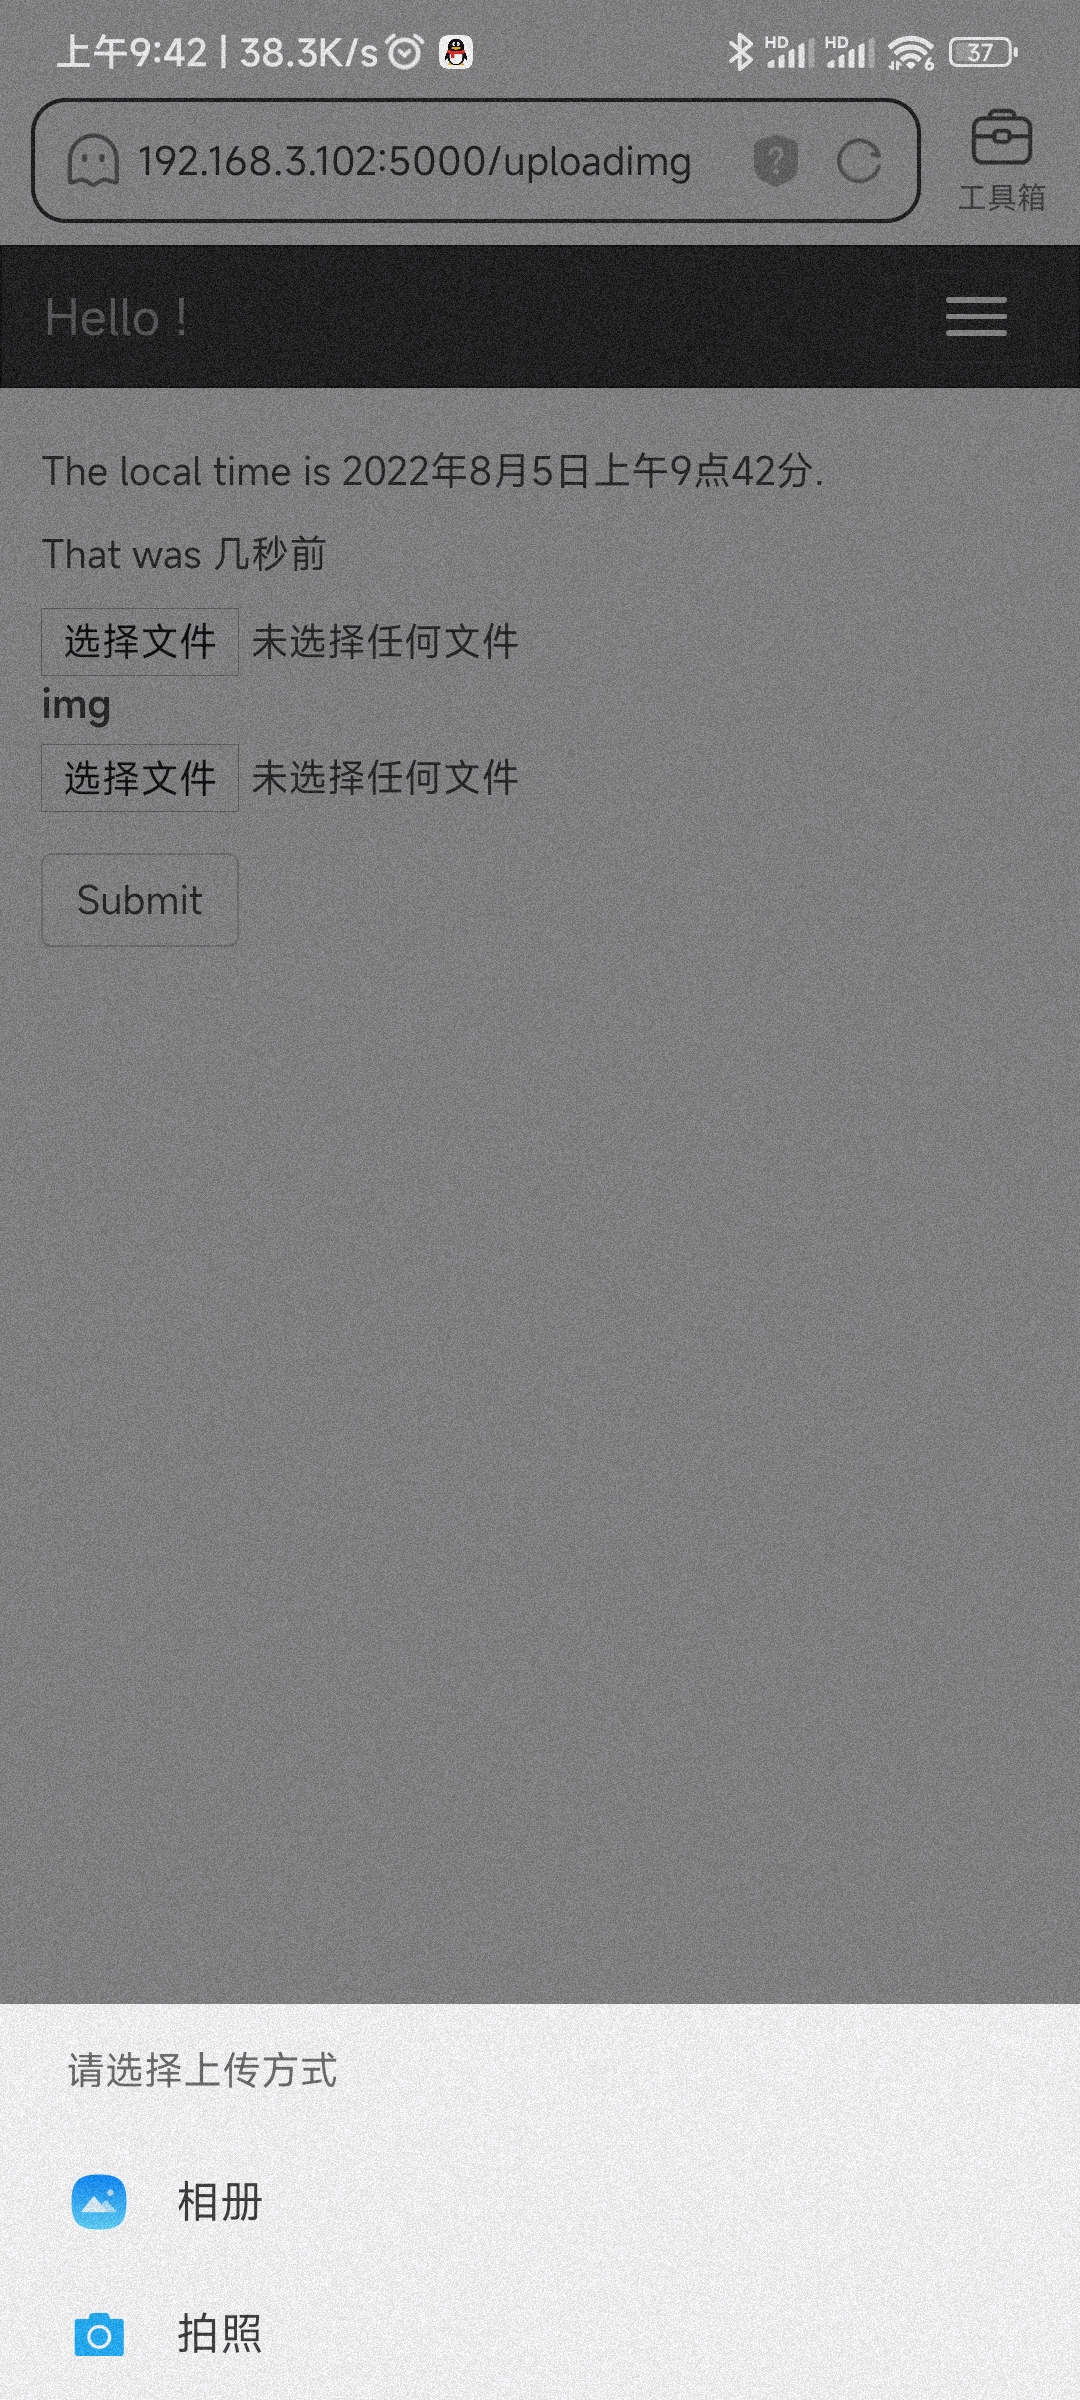 上午9:42 | 38.3K/s
HD HD 6 37
192.168.3.102:5000/uploadimg
工具箱
Hello !
The local time is 2022年8月5日上午9点42分.
That was 几秒前
选择文件 未选择任何文件
img
选择文件 未选择任何文件
Submit
请选择上传方式
相册
拍照